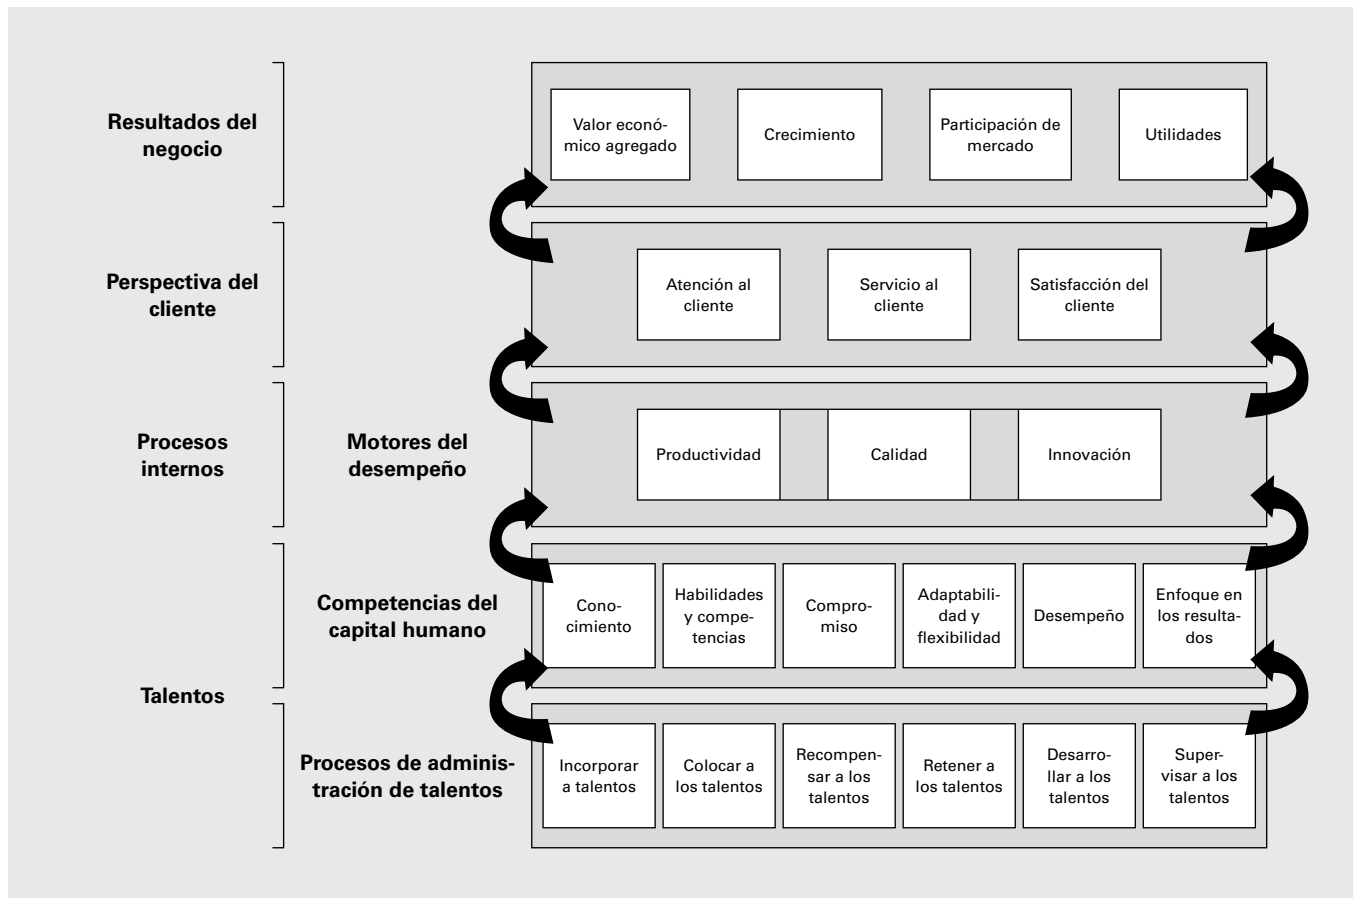 Resultados del
negocio
Valor econó-
mico agregado
Crecimiento
Participación de
mercado
Utilidades
Perspectiva del
cliente
Atención al
cliente
Servicio al
cliente
Satisfacción del
cliente
Procesos
internos
Motores del
desempeño
Productividad
Calidad
Innovación
Talentos
Competencias del
capital humano
Cono-
cimiento
Habilidades
y compe-
tencias
Compro-
miso
Adaptabili-
dad y
flexibilidad
Desempeño
Enfoque en
los resulta-
dos
Procesos de adminis-
tración de talentos
Incorporar
a talentos
Colocar a
los talentos
Recompen-
sar a los
talentos
Retener a
los talentos
Desarro-
llar a los
talentos
Super-
visar a los
talentos